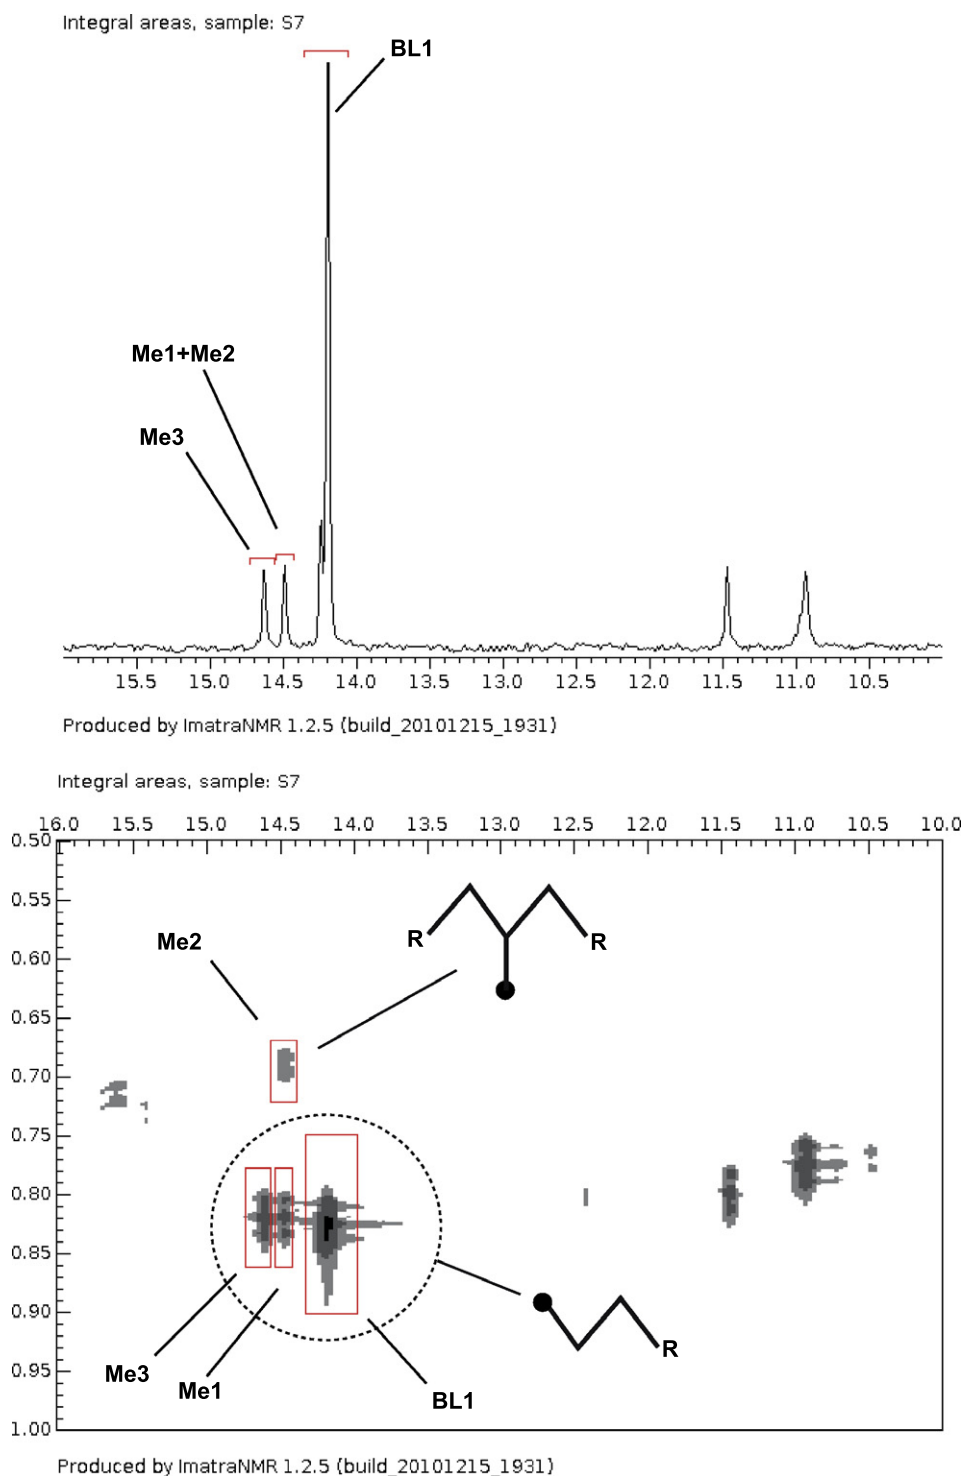 Integral areas, sample: S7
BL1
Me1+Me2
Me3
15.5 15.0 14.5 14.0 13.5 13.0 12.5 12.0 11.5 11.0 10.5
Produced by ImatraNMR 1.2.5 (build_20101215_1931)
Integral areas, sample: S7
16.0 15.5 15.0 14.5 14.0 13.5 13.0 12.5 12.0 11.5 11.0 10.5 10.0
0.50
0.55
R R
Me2
0.60
0.65
0.70
0.75
0.80
0.85
0.90
R
0.95
Me3
Me1
BL1
1.00
Produced by ImatraNMR 1.2.5 (build_20101215_1931)